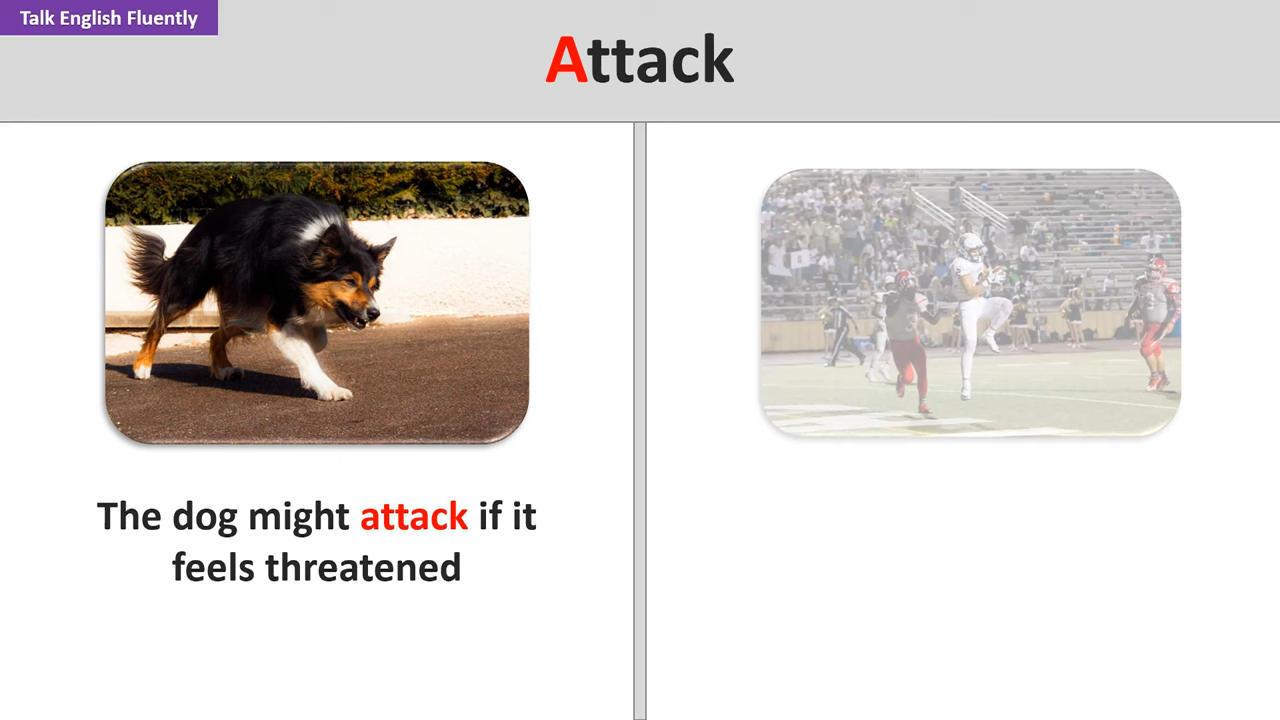 Talk English Fluently
Attack
The dog might attack if it
feels threatened